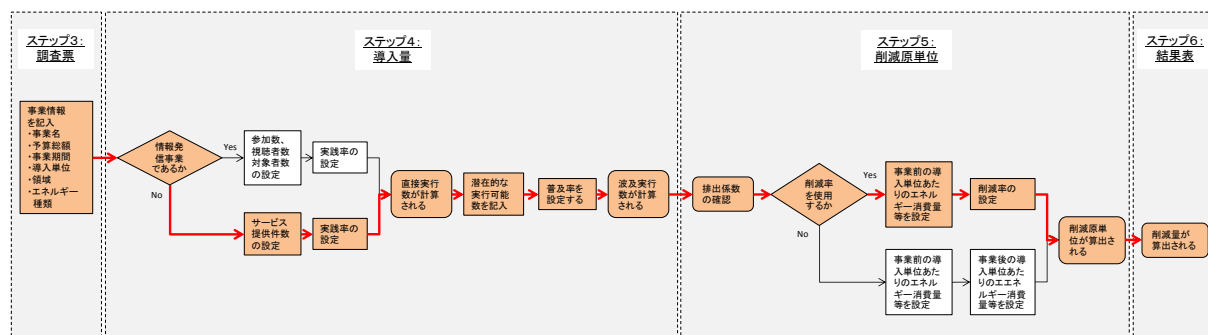 ステップ3:
調査票
事業情報
を記入
・事業名
・予算総額
・事業期間
・導入単位
・領域
・エネルギー
種類
ステップ4:
導入量
情報発
信事業
であるか
Yes
No
参加数、
視聴者数
対象者数
の設定
実践率の
設定
サービス
提供件数
の設定
実践率の
設定
直接実行
数が計算
される
潜在的な
実行可能
数を記入
普及率を
設定する
波及実行
数が計算
される
ステップ5:
削減原単位
排出係数
の確認
削減率
を使用
するか
Yes
No
事業前の導
入単位あた
りのエネル
ギー消費量
等を設定
削減率の
設定
事業前の導
入単位あた
りのエネル
ギー消費量
等を設定
事業後の導
入単位あた
りのエエネ
ルギー消費
量等を設定
削減原単
位が算出さ
れる
ステップ6:
結果表
削減量が
算出される